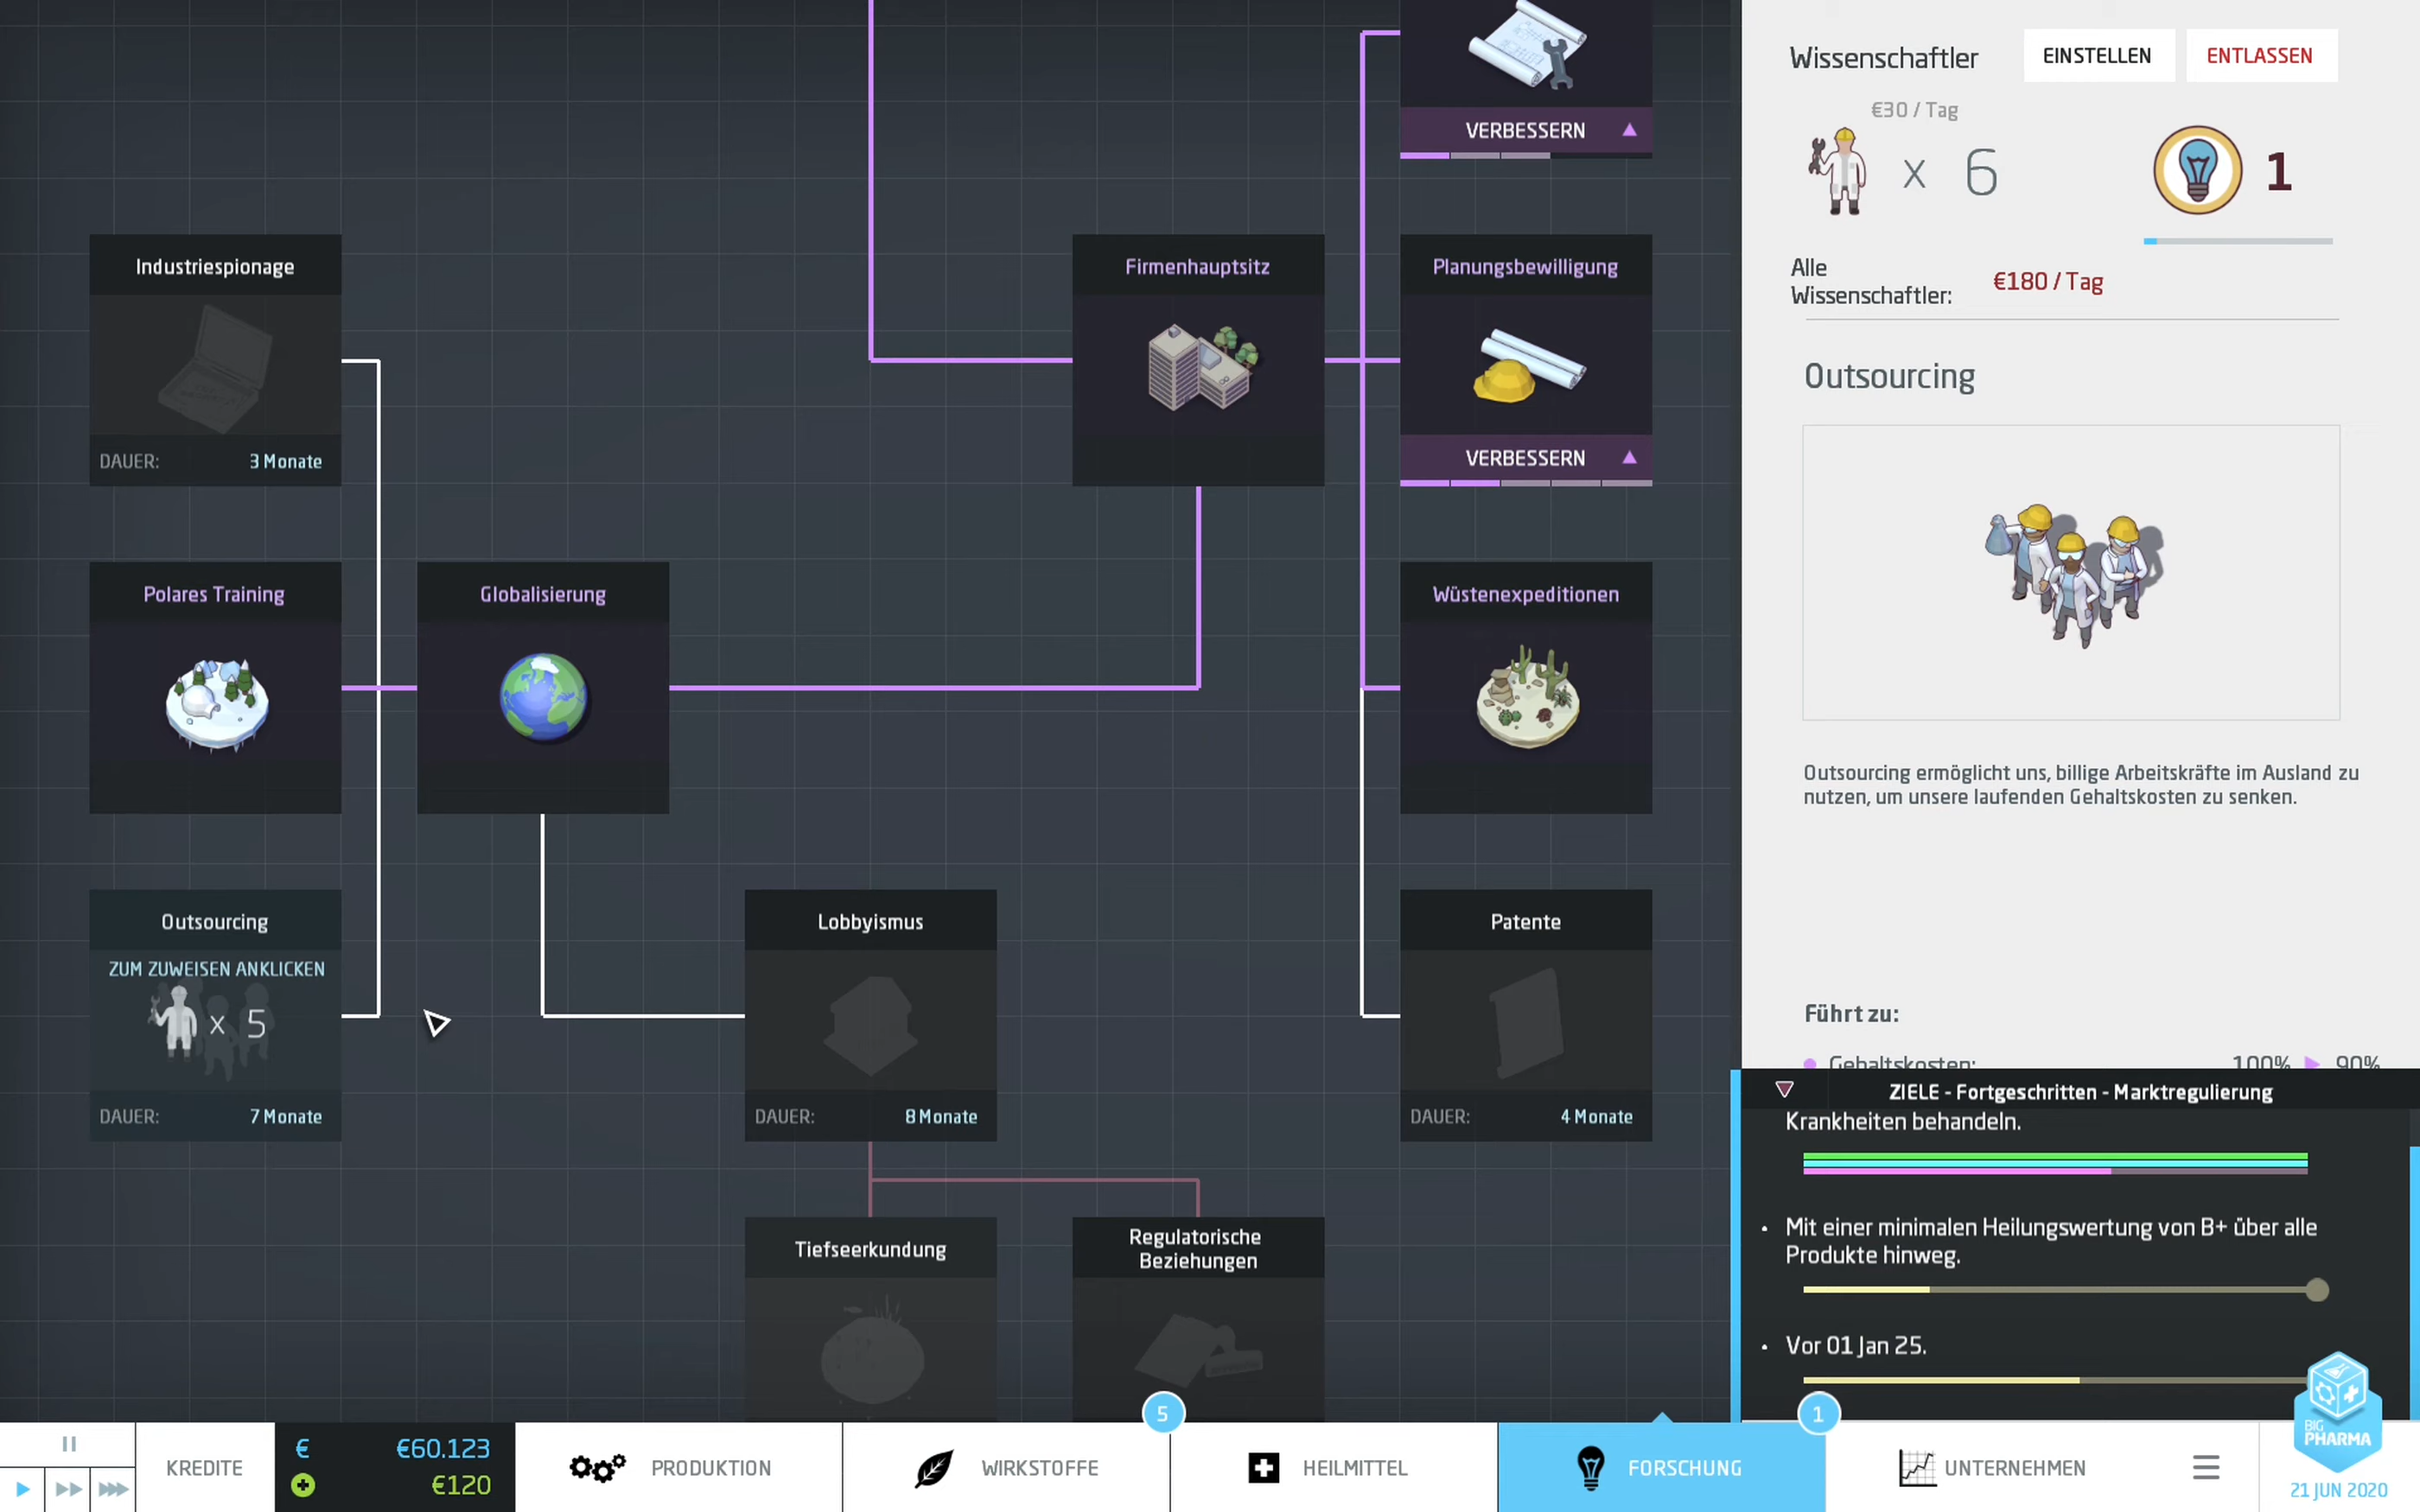 VERBESSERN
Industriespionage
DAUER: 3 Monate
Firmenhauptsitz
Planungsbewilligung
VERBESSERN
Polares Training
Globalisierung
Wüstenexpeditionen
Outsourcing
ZUM ZUWEISEN ANKLICKEN
x 5
DAUER: 7 Monate
Lobbyismus
DAUER: 8 Monate
Patente
DAUER: 4 Monate
Tiefseerkundung
Regulatorische
Beziehungen
Wissenschaftler
EINSTELLEN
ENTLASSEN
€30 / Tag
x 6
1
Alle
Wissenschaftler:
€180 / Tag
Outsourcing
Outsourcing ermöglicht uns, billige Arbeitskräfte im Ausland zu
nutzen, um unsere laufenden Gehaltskosten zu senken.
Führt zu:
Gehaltskosten: 100% 90%
ZIELE - Fortgeschritten - Marktregulierung
Krankheiten behandeln.
• Mit einer minimalen Heilungswertung von B+ über alle
Produkte hinweg.
• Vor 01 Jan 25.
KREDITE
€ €60.123
€120
PRODUKTION
WIRKSTOFFE
5
HEILMITTEL
FORSCHUNG
1
UNTERNEHMEN
BIG
PHARMA
21 JUN 2020